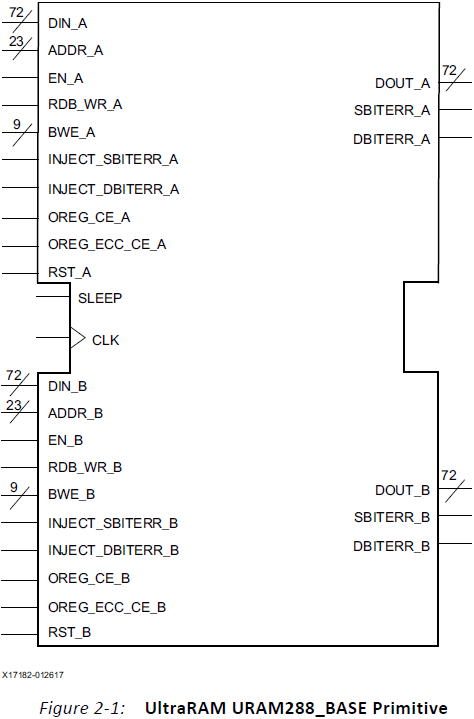 72
DIN_A
23
ADDR_A
EN_A
72
DOUT_A
RDB_WR_A
SBITERR_A
9
BWE_A
DBITERR_A
INJECT_SBITERR_A
INJECT_DBITERR_A
OREG_CE_A
OREG_ECC_CE_A
RST_A
SLEEP
CLK
72
DIN_B
23
ADDR_B
EN_B
RDB_WR_B
72
9
BWE_B
DOUT_B
INJECT_SBITERR_B
SBITERR_B
INJECT_DBITERR_B
DBITERR_B
OREG_CE_B
OREG_ECC_CE_B
RST_B
X17182-012617
Figure 2-1: UltraRAM URAM288_BASE Primitive